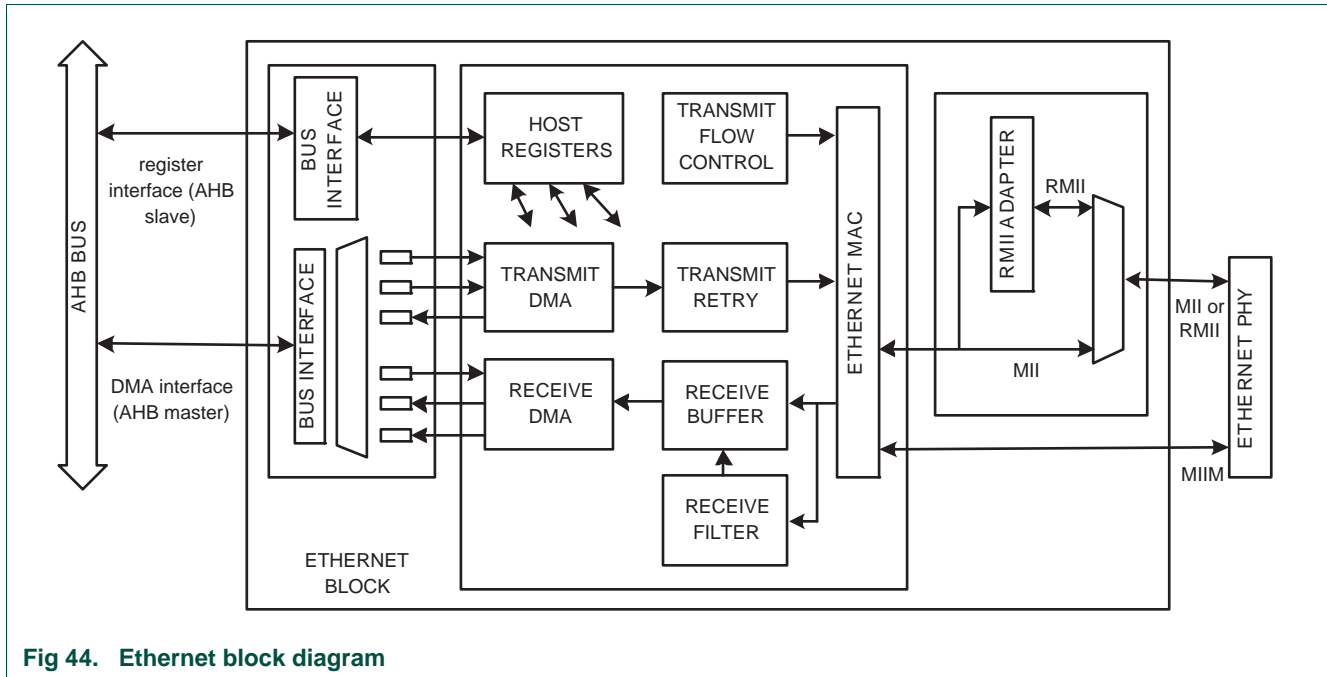 AHB BUS
register
interface (AHB
slave)
DMA interface
(AHB master)
BUS
INTERFACE
BUS INTERFACE
ETHERNET
BLOCK
HOST
REGISTERS
TRANSMIT
FLOW
CONTROL
TRANSMIT
DMA
TRANSMIT
RETRY
RECEIVE
DMA
RECEIVE
BUFFER
RECEIVE
FILTER
ETHERNET MAC
RMII ADAPTER
RMII
MII
MII or
RMII
MIIM
ETHERNET PHY
Fig 44. Ethernet block diagram